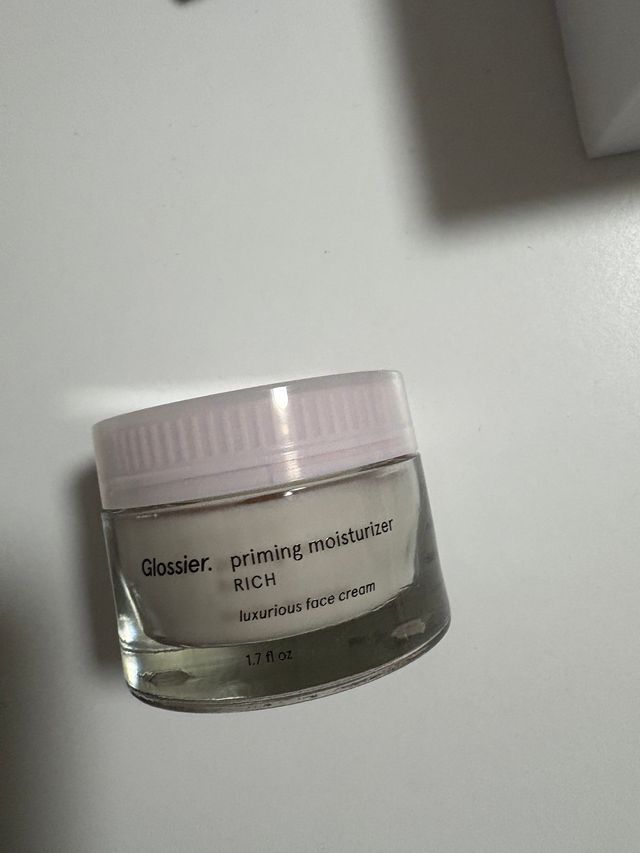 Glossier. priming moisturizer
RICH
luxurious face cream
1.7 fl oz